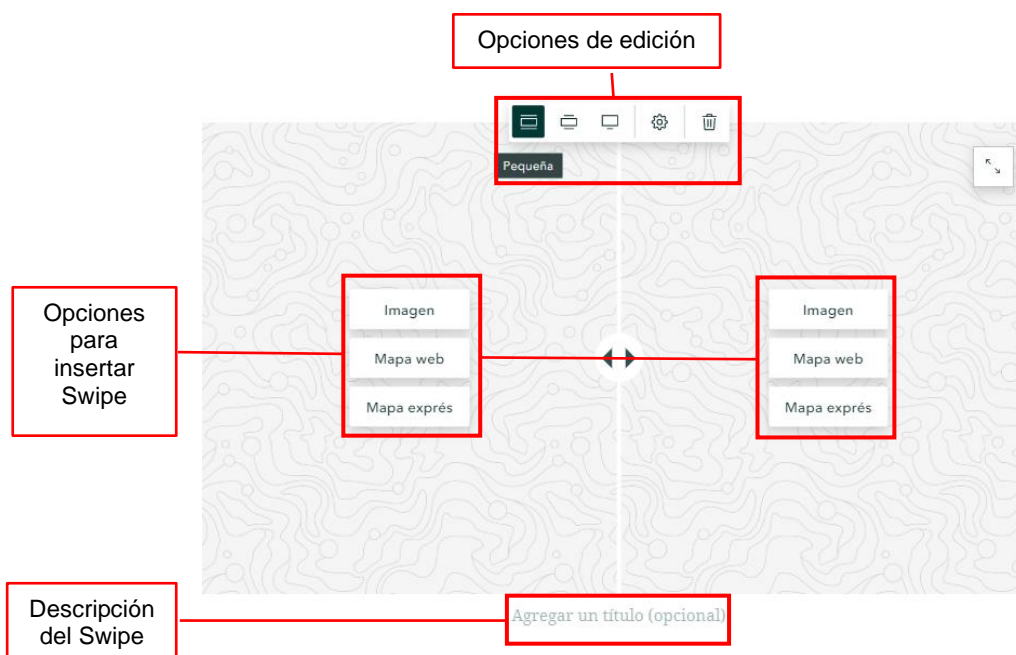 Opciones de edición
Pequeña
Imagen
Imagen
Opciones
para
insertar
Swipe
Mapa web
Mapa web
Mapa exprés
Mapa exprés
Descripción
del Swipe
Agregar un título (opcional)